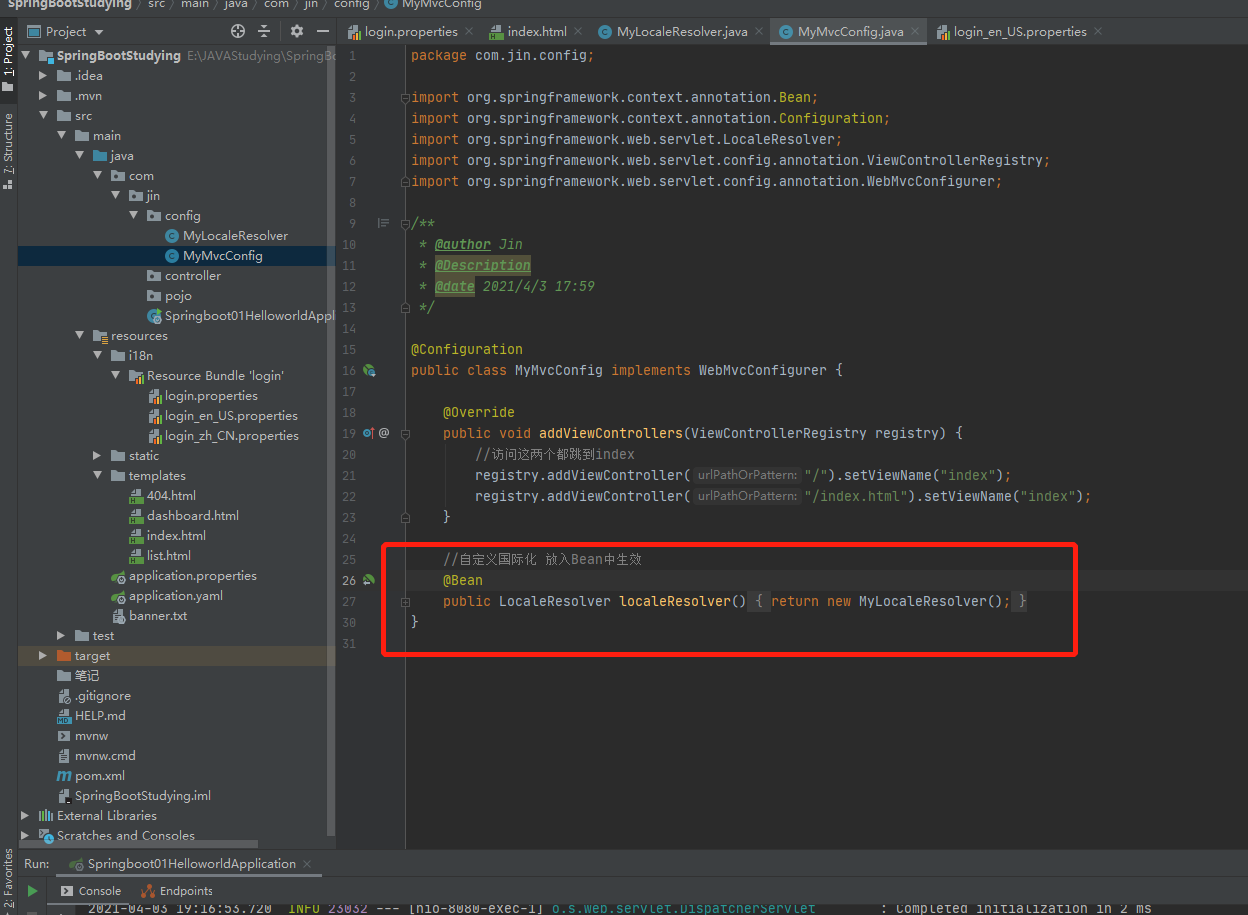 SpringBootStudying src main java com jin config MyMvcConfig
1: Project
7: Structure
2: Favorites
Project
SpringBootStudying E:\JAVAStudying\SpringBo
.idea
.mvn
src
main
java
com
jin
config
MyLocaleResolver
MyMvcConfig
controller
pojo
Springboot01HelloworldAppl
resources
i18n
Resource Bundle 'login'
login.properties
login_en_US.properties
login_zh_CN.properties
static
templates
404.html
dashboard.html
index.html
list.html
application.properties
application.yaml
banner.txt
test
target
笔记
.gitignore
HELP.md
mvnw
mvnw.cmd
pom.xml
SpringBootStudying.iml
External Libraries
Scratches and Consoles
login.properties index.html MyLocaleResolver.java MyMvcConfig.java login_en_US.properties
1 package com.jin.config;
2
3 import org.springframework.context.annotation.Bean;
4 import org.springframework.context.annotation.Configuration;
5 import org.springframework.web.servlet.LocaleResolver;
6 import org.springframework.web.servlet.config.annotation.ViewControllerRegistry;
7 import org.springframework.web.servlet.config.annotation.WebMvcConfigurer;
8
9 /**
10 * @author Jin
11 * @Description
12 * @date 2021/4/3 17:59
13 */
14
15 @Configuration
16 public class MyMvcConfig implements WebMvcConfigurer {
17
18 @Override
19 @ public void addViewControllers(ViewControllerRegistry registry) {
20 //访问这两个都跳到index
21 registry.addViewController( urlPathOrPattern: "/").setViewName("index");
22 registry.addViewController( urlPathOrPattern: "/index.html").setViewName("index");
23 }
24
25 //自定义国际化 放入Bean中生效
26 @Bean
27 public LocaleResolver localeResolver() { return new MyLocaleResolver(); }
30 }
31
Run: Springboot01HelloworldApplication
Console Endpoints
2021-04-03 19:16:53.720 INFO 23032 --- [nio-8080-exec-1] o.s.web.servlet.DispatcherServlet : Completed initialization in 2 ms